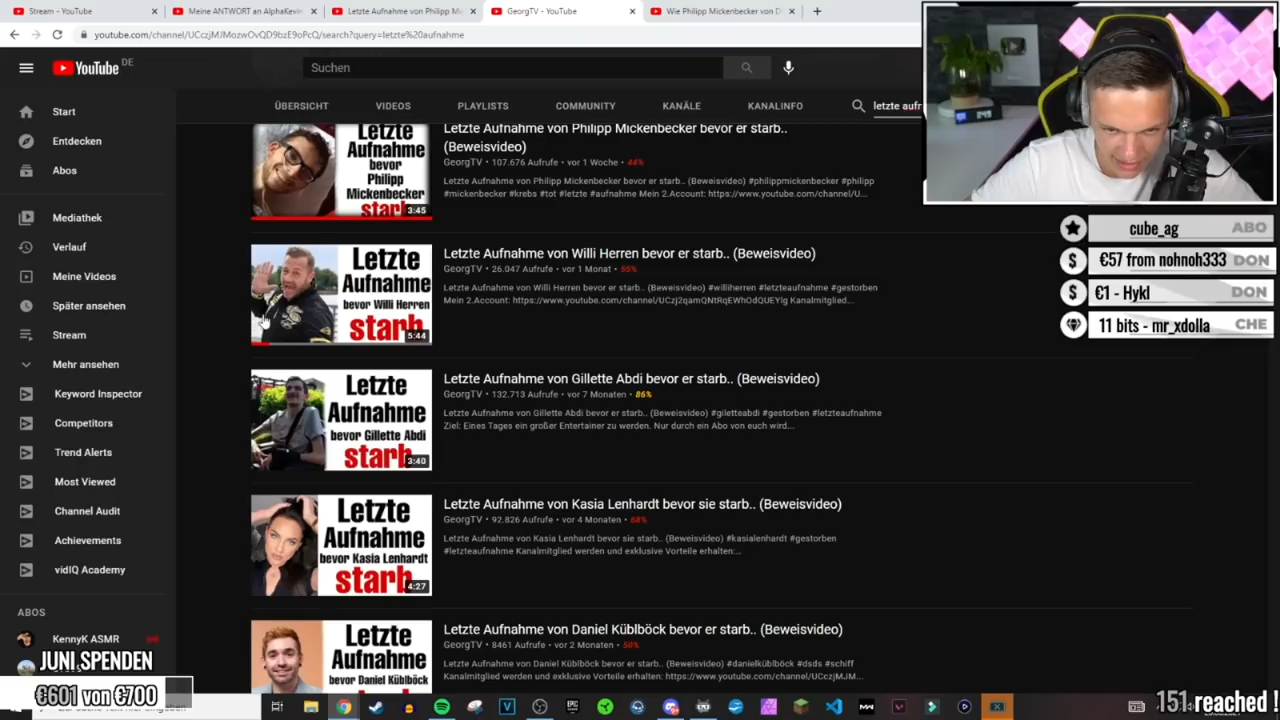 Stream - YouTube
Meine ANTWORT an AlphaKevin
Letzte Aufnahme von Philipp Mi
GeorgTV - YouTube
Wie Philipp Mickenbecker von D
youtube.com/channel/UCczjMJMozwOvQD9bzE9oPcQ/search?query=letzte%20aufnahme
YouTube DE
Suchen
Start
Entdecken
Abos
Mediathek
Verlauf
Meine Videos
Später ansehen
Stream
Mehr ansehen
Keyword Inspector
Competitors
Trend Alerts
Most Viewed
Channel Audit
Achievements
vidIQ Academy
ABOS
KennyK ASMR
JUNI SPENDEN
€601 von €700
ÜBERSICHT
VIDEOS
PLAYLISTS
COMMUNITY
KANÄLE
KANALINFO
letzte aufr
Letzte
Aufnahme
bevor
Philipp
Mickenbecker
starb
3:45
Letzte Aufnahme von Philipp Mickenbecker bevor er starb..
(Beweisvideo)
GeorgTV • 107.676 Aufrufe • vor 1 Woche • 44%
Letzte Aufnahme von Philipp Mickenbecker bevor er starb.. (Beweisvideo) #philippmickenbecker #philipp
#mickenbecker #krebs #tot #letzte #aufnahme Mein 2.Account: https://www.youtube.com/channel/U...
Letzte
Aufnahme
bevor Willi Herren
starb
5:44
Letzte Aufnahme von Willi Herren bevor er starb.. (Beweisvideo)
GeorgTV • 26.047 Aufrufe • vor 1 Monat • 55%
Letzte Aufnahme von Willi Herren bevor er starb.. (Beweisvideo) #williherren #letzteaufnahme #gestorben
Mein 2.Account: https://www.youtube.com/channel/UCzj2qamQNtRqEWhOdQUEYlg Kanalmitglied...
Letzte
Aufnahme
bevor Gillette Abdi
starb
3:40
Letzte Aufnahme von Gillette Abdi bevor er starb.. (Beweisvideo)
GeorgTV • 132.713 Aufrufe • vor 7 Monaten • 86%
Letzte Aufnahme von Gillette Abdi bevor er starb.. (Beweisvideo) #giletteabdi #gestorben #letzteaufnahme
Ziel: Eines Tages ein großer Entertainer zu werden. Nur durch ein Abo von euch wird...
Letzte
Aufnahme
bevor Kasia Lenhardt
starb
4:27
Letzte Aufnahme von Kasia Lenhardt bevor sie starb.. (Beweisvideo)
GeorgTV • 92.826 Aufrufe • vor 4 Monaten • 68%
Letzte Aufnahme von Kasia Lenhardt bevor sie starb.. (Beweisvideo) #kasialenhardt #gestorben
#letzteaufnahme Kanalmitglied werden und exklusive Vorteile erhalten:...
Letzte
Aufnahme
bevor Daniel Küblböck
Letzte Aufnahme von Daniel Küblböck bevor er starb.. (Beweisvideo)
GeorgTV • 8461 Aufrufe • vor 2 Monaten • 50%
Letzte Aufnahme von Daniel Küblböck bevor er starb.. (Beweisvideo) #danielküblböck #dsds #schiff
Kanalmitglied werden und exklusive Vorteile erhalten: https://www.youtube.com/channel/UCczjMJM...
cube_ag ABO
€57 from nohnoh333 DON
€1 - Hykl DON
11 bits - mr_xdolla CHE
151 reached !